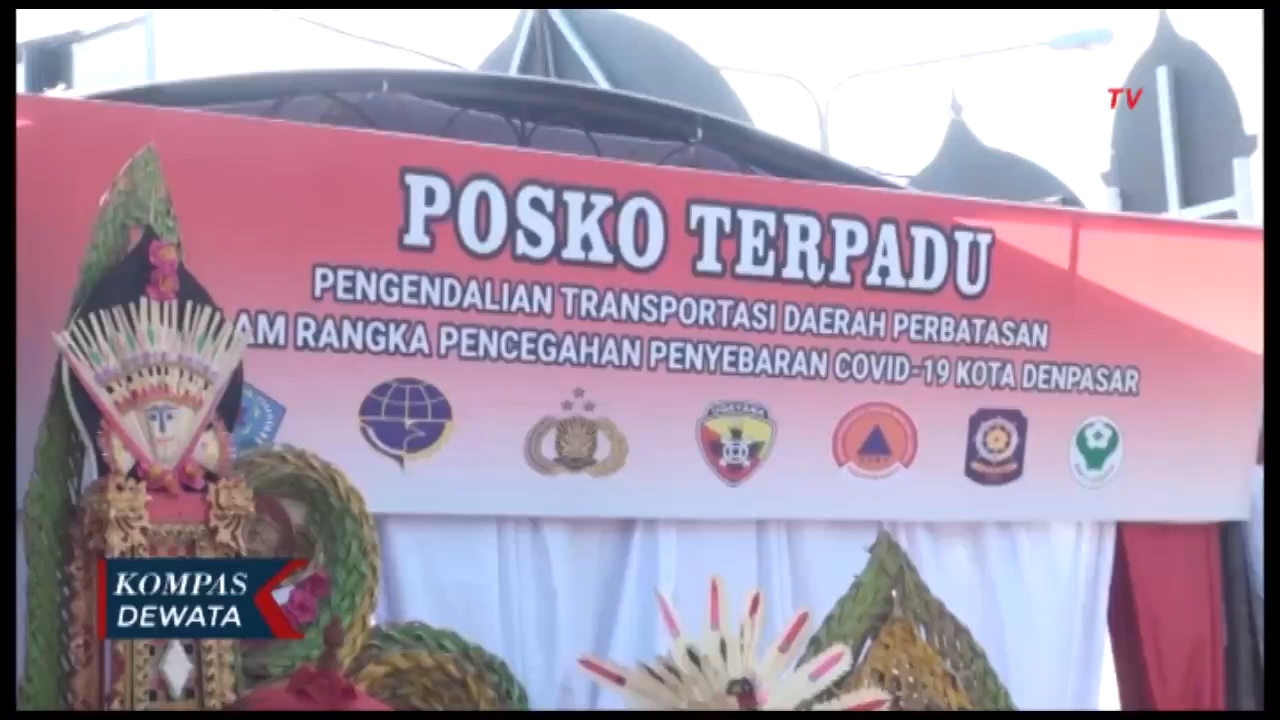 TV
POSKO TERPADU
PENGENDALIAN TRANSPORTASI DAERAH PERBATASAN
AM RANGKA PENCEGAHAN PENYEBARAN COVID-19 KOTA DENPASAR
KOMPAS
DEWATA